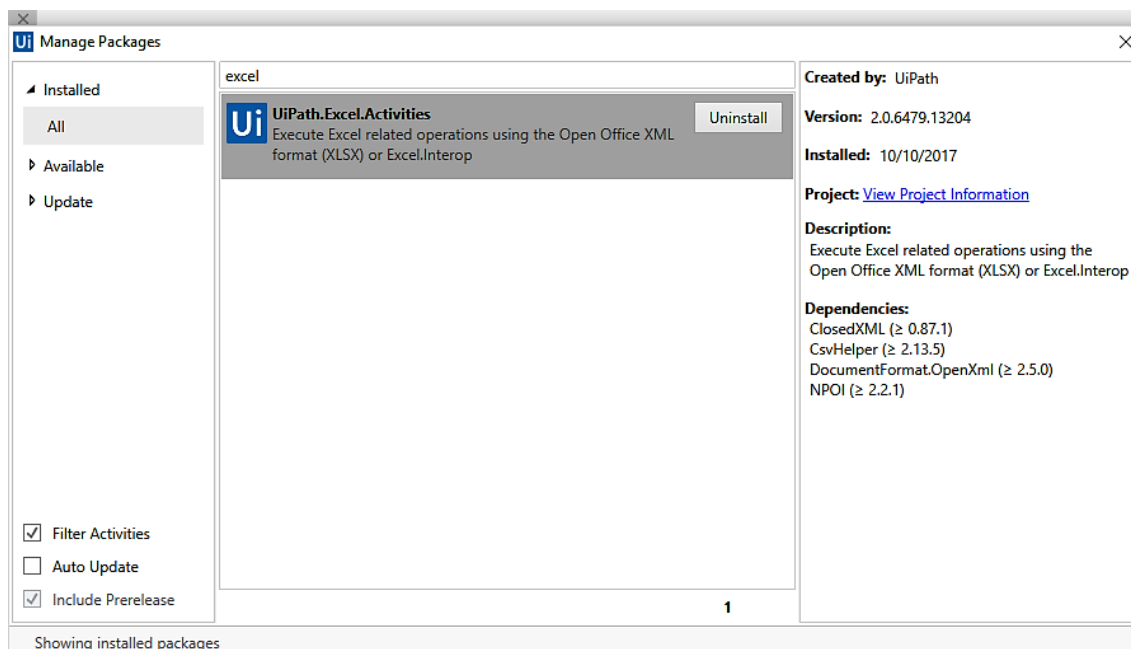 Ui Manage Packages
Installed
All
Available
Update
Filter Activities
Auto Update
Include Prerelease
excel
Ui
UiPath.Excel.Activities
Execute Excel related operations using the Open Office XML
format (XLSX) or Excel.Interop
Uninstall
1
Created by: UiPath
Version: 2.0.6479.13204
Installed: 10/10/2017
Project: View Project Information
Description:
Execute Excel related operations using the
Open Office XML format (XLSX) or Excel.Interop
Dependencies:
ClosedXML (≥ 0.87.1)
CsvHelper (≥ 2.13.5)
DocumentFormat.OpenXml (≥ 2.5.0)
NPOI (≥ 2.2.1)
Showing installed packages